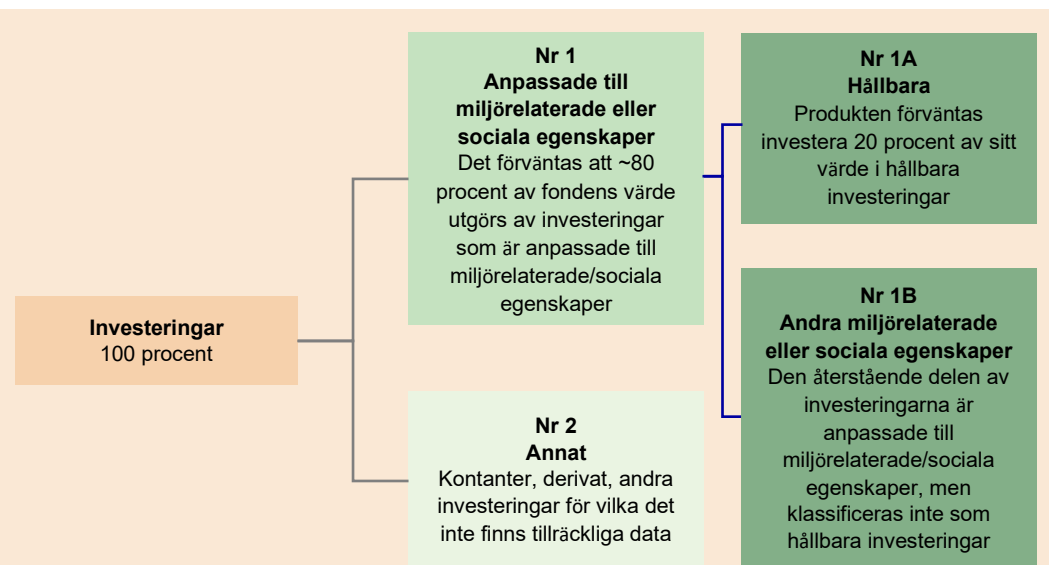 Investeringar
100 procent
Nr 1
Anpassade till
miljörelaterade eller
sociala egenskaper
Det förväntas att ~80
procent av fondens värde
utgörs av investeringar
som är anpassade till
miljörelaterade/sociala
egenskaper
Nr 2
Annat
Kontanter, derivat, andra
investeringar för vilka det
inte finns tillräckliga data
Nr 1A
Hållbara
Produkten förväntas
investera 20 procent av sitt
värde i hållbara
investeringar
Nr 1B
Andra miljörelaterade
eller sociala egenskaper
Den återstående delen av
investeringarna är
anpassade till
miljörelaterade/sociala
egenskaper, men
klassificeras inte som
hållbara investeringar